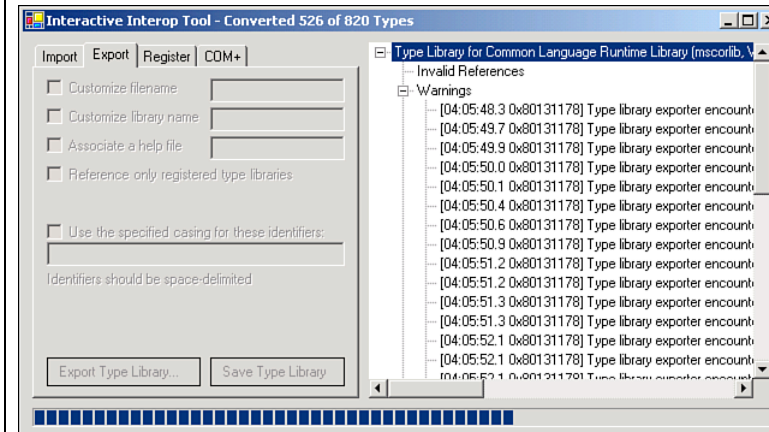 Interactive Interop Tool - Converted 526 of 820 Types
Import Export Register COM+
Customize filename
Customize library name
Associate a help file
Reference only registered type libraries
Use the specified casing for these identifiers:
Identifiers should be space-delimited
Export Type Library... Save Type Library
Type Library for Common Language Runtime Library (mscorlib, V
Invalid References
Warnings
[04:05:48.3 0x80131178] Type library exporter encount
[04:05:49.7 0x80131178] Type library exporter encount
[04:05:49.9 0x80131178] Type library exporter encount
[04:05:50.0 0x80131178] Type library exporter encount
[04:05:50.1 0x80131178] Type library exporter encount
[04:05:50.4 0x80131178] Type library exporter encount
[04:05:50.6 0x80131178] Type library exporter encount
[04:05:50.9 0x80131178] Type library exporter encount
[04:05:51.2 0x80131178] Type library exporter encount
[04:05:51.2 0x80131178] Type library exporter encount
[04:05:51.3 0x80131178] Type library exporter encount
[04:05:51.3 0x80131178] Type library exporter encount
[04:05:52.1 0x80131178] Type library exporter encount
[04:05:52.1 0x80131178] Type library exporter encount
[04:05:52.1 0x80131178] Type library exporter encount